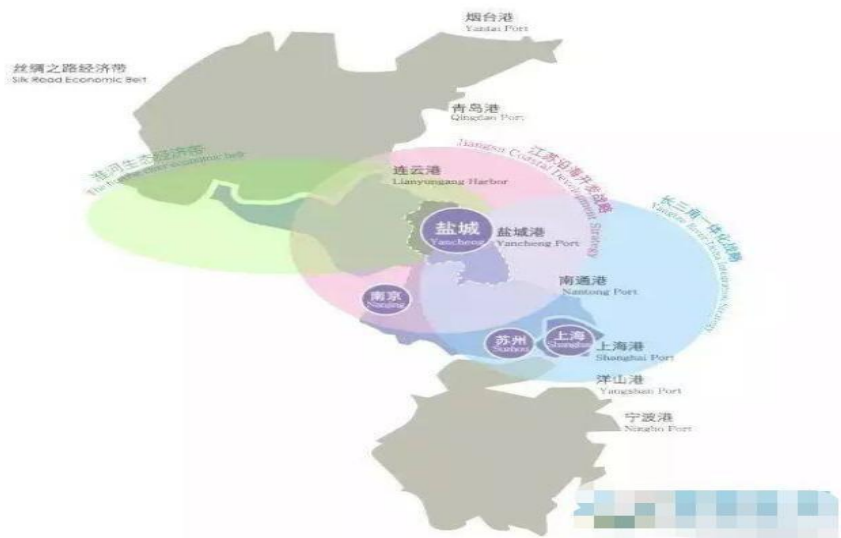 烟台港
Yantai Port
丝绸之路经济带
Silk Road Economic Belt
青岛港
Qingdao Port
淮河生态经济带
江苏沿海开发战略
Jiangsu Coastal Development Strategy
连云港
Lianyungang Harbor
长三角一体化战略
盐城
Yancheng
盐城港
Yancheng Port
南通港
Nantong Port
南京
Nanjing
苏州
Suzhou
上海
Shanghai
上海港
Shanghai Port
洋山港
Yangshan Port
宁波港
Ningbo Port